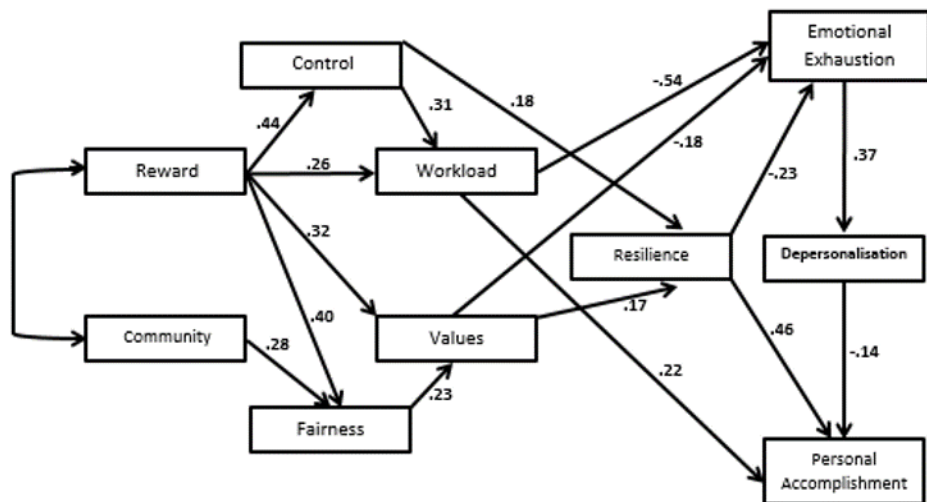 Emotional
Exhaustion
Control
.18
-.54
.31
.44
-.18
.37
Reward
.26
Workload
-.23
.32
Resilience
Depersonalisation
.17
Community
.40
Values
.46
.28
-.14
.23
.22
Fairness
Personal
Accomplishment